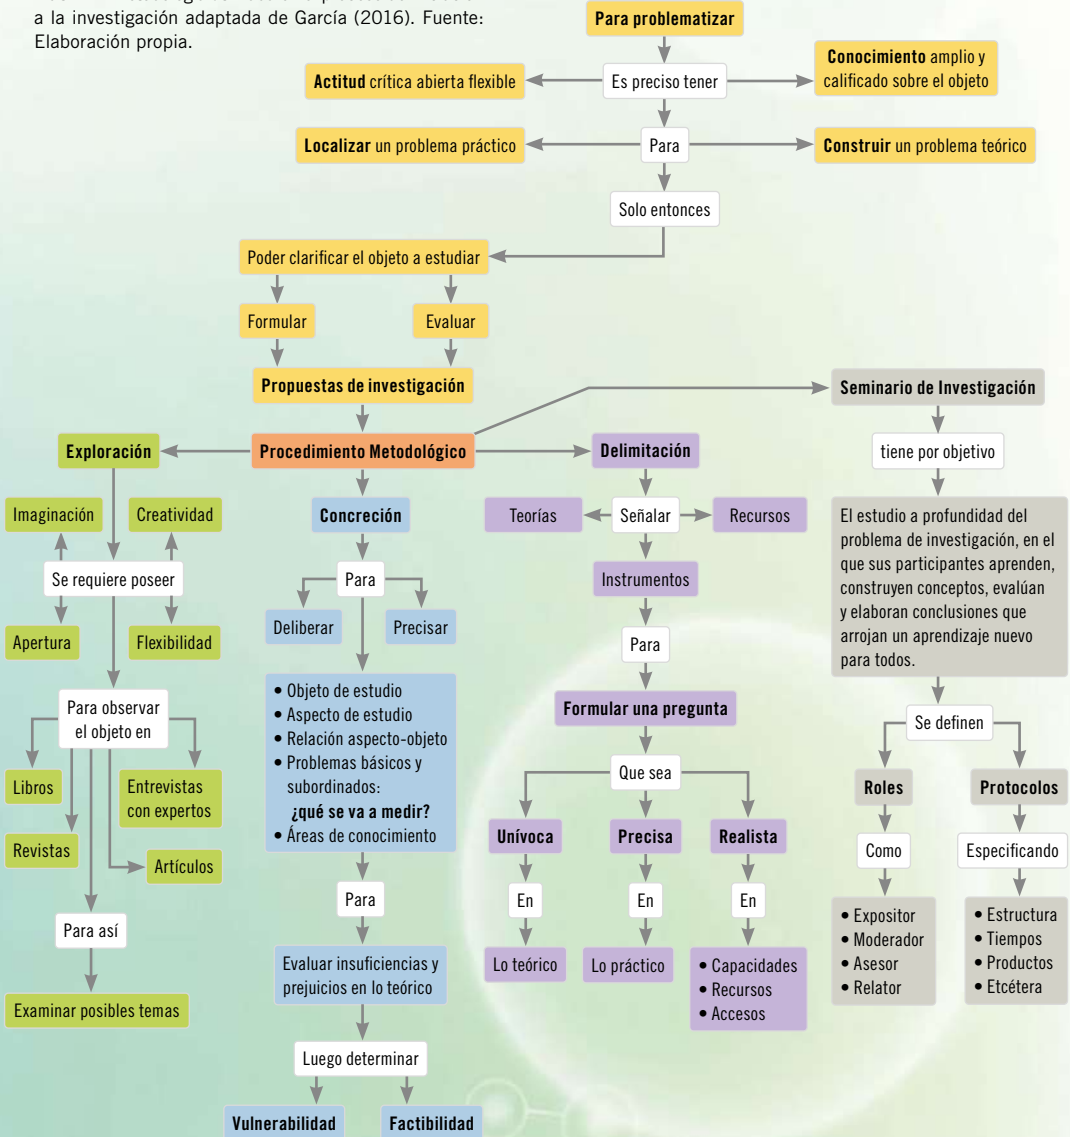 a la investigación adaptada de García (2016). Fuente:
Elaboración propia.
Para problematizar
Actitud crítica abierta flexible
Es preciso tener
Conocimiento amplio y
calificado sobre el objeto
Localizar un problema práctico
Para
Construir un problema teórico
Solo entonces
Poder clarificar el objeto a estudiar
Formular
Evaluar
Propuestas de investigación
Procedimiento Metodológico
Exploración
Imaginación
Creatividad
Se requiere poseer
Apertura
Flexibilidad
Para observar
el objeto en
Libros
Entrevistas
con expertos
Revistas
Artículos
Para así
Examinar posibles temas
Concreción
Para
Deliberar
Precisar
• Objeto de estudio
• Aspecto de estudio
• Relación aspecto-objeto
• Problemas básicos y
subordinados:
¿qué se va a medir?
• Áreas de conocimiento
Para
Evaluar insuficiencias y
prejuicios en lo teórico
Luego determinar
Vulnerabilidad
Factibilidad
Delimitación
Teorías
Señalar
Recursos
Instrumentos
Para
Formular una pregunta
Que sea
Unívoca
Precisa
Realista
En
En
En
Lo teórico
Lo práctico
• Capacidades
• Recursos
• Accesos
Seminario de Investigación
tiene por objetivo
El estudio a profundidad del
problema de investigación, en el
que sus participantes aprenden,
construyen conceptos, evalúan
y elaboran conclusiones que
arrojan un aprendizaje nuevo
para todos.
Se definen
Roles
Protocolos
Como
Especificando
• Expositor
• Moderador
• Asesor
• Relator
• Estructura
• Tiempos
• Productos
• Etcétera